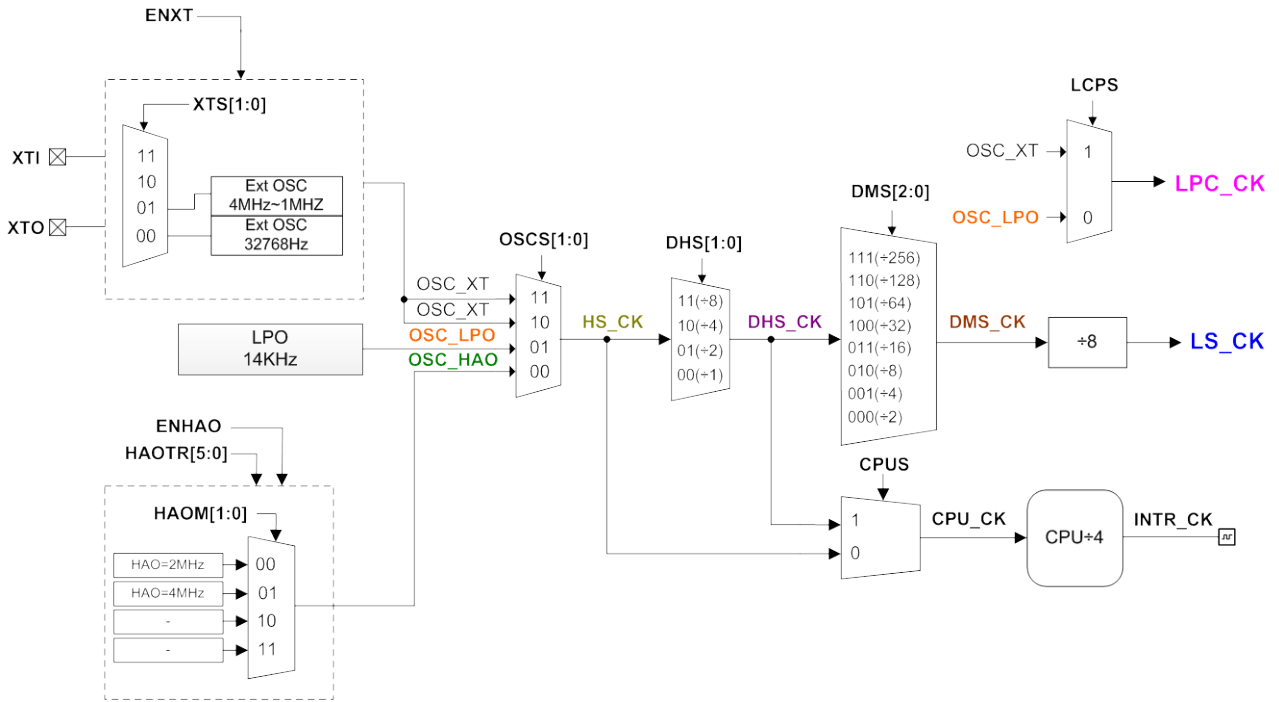 ENXT
XTS[1:0]
XTI
XTO
11
10
01
00
Ext OSC
4MHz~1MHZ
Ext OSC
32768Hz
LPO
14KHz
OSC_XT
OSC_XT
OSC_LPO
OSC_HAO
OSCS[1:0]
11
10
01
00
HS_CK
DHS[1:0]
11(÷8)
10(÷4)
01(÷2)
00(÷1)
DHS_CK
DMS[2:0]
111(÷256)
110(÷128)
101(÷64)
100(÷32)
011(÷16)
010(÷8)
001(÷4)
000(÷2)
DMS_CK
÷8
LS_CK
LCPS
OSC_XT
OSC_LPO
1
0
LPC_CK
ENHAO
HAOTR[5:0]
HAOM[1:0]
HAO=2MHz
HAO=4MHz
-
-
00
01
10
11
CPUS
1
0
CPU_CK
CPU÷4
INTR_CK